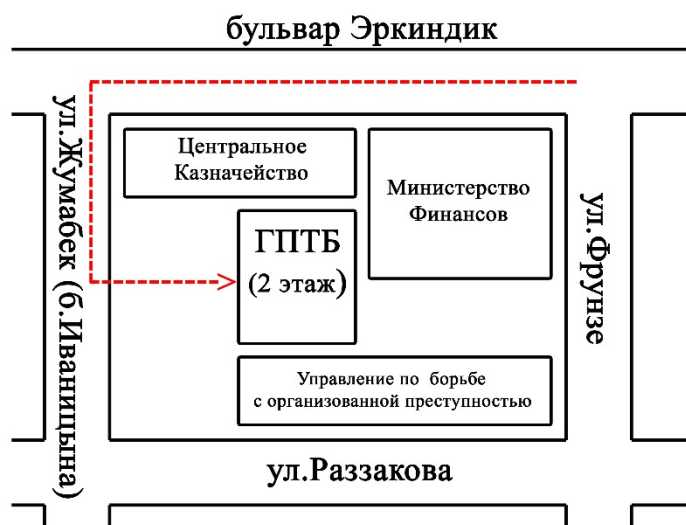 бульвар Эркиндик
ул.Жумабек (б.Иваницына)
Центральное
Казначейство
Министерство
Финансов
ГПТБ
(2 этаж)
ул.Фрунзе
Управление по борьбе
с организованной преступностью
ул.Раззакова